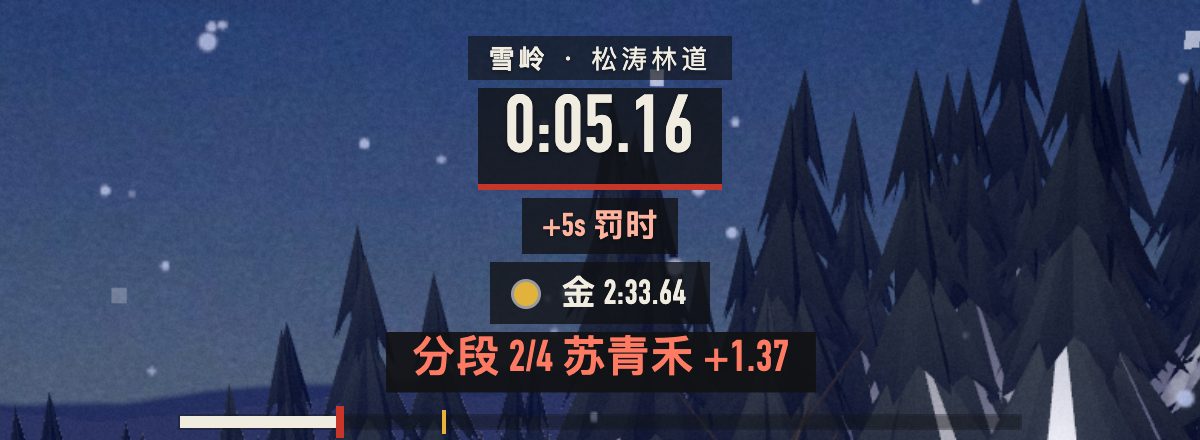 雪岭 · 松涛林道
0:05.16
+5s 罚时
金 2:33.64
分段 2/4 苏青禾 +1.37